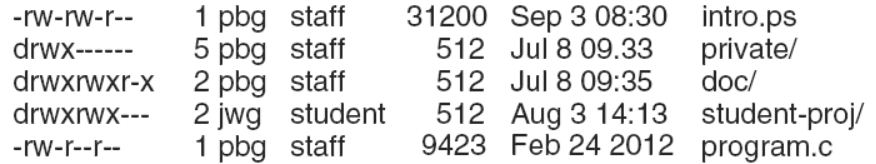 -rw-rw-r-- 1 pbg staff 31200 Sep 3 08:30 intro.ps
drwx------ 5 pbg staff 512 Jul 8 09.33 private/
drwxrwxr-x 2 pbg staff 512 Jul 8 09:35 doc/
drwxrwx--- 2 jwg student 512 Aug 3 14:13 student-proj/
-rw-r--r-- 1 pbg staff 9423 Feb 24 2012 program.c